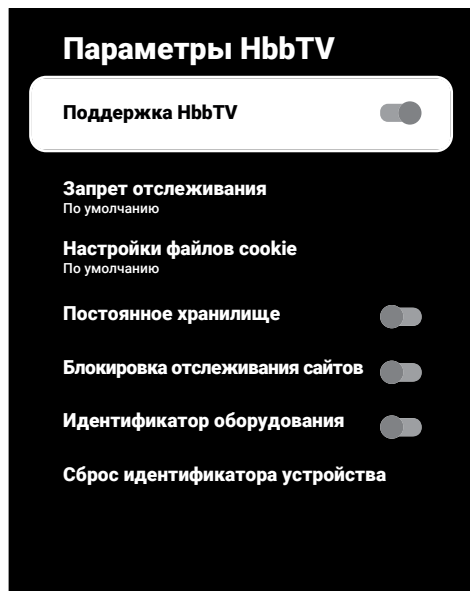 Параметры HbbTV
Поддержка HbbTV
Запрет отслеживания
По умолчанию
Настройки файлов cookie
По умолчанию
Постоянное хранилище
Блокировка отслеживания сайтов
Идентификатор оборудования
Сброс идентификатора устройства